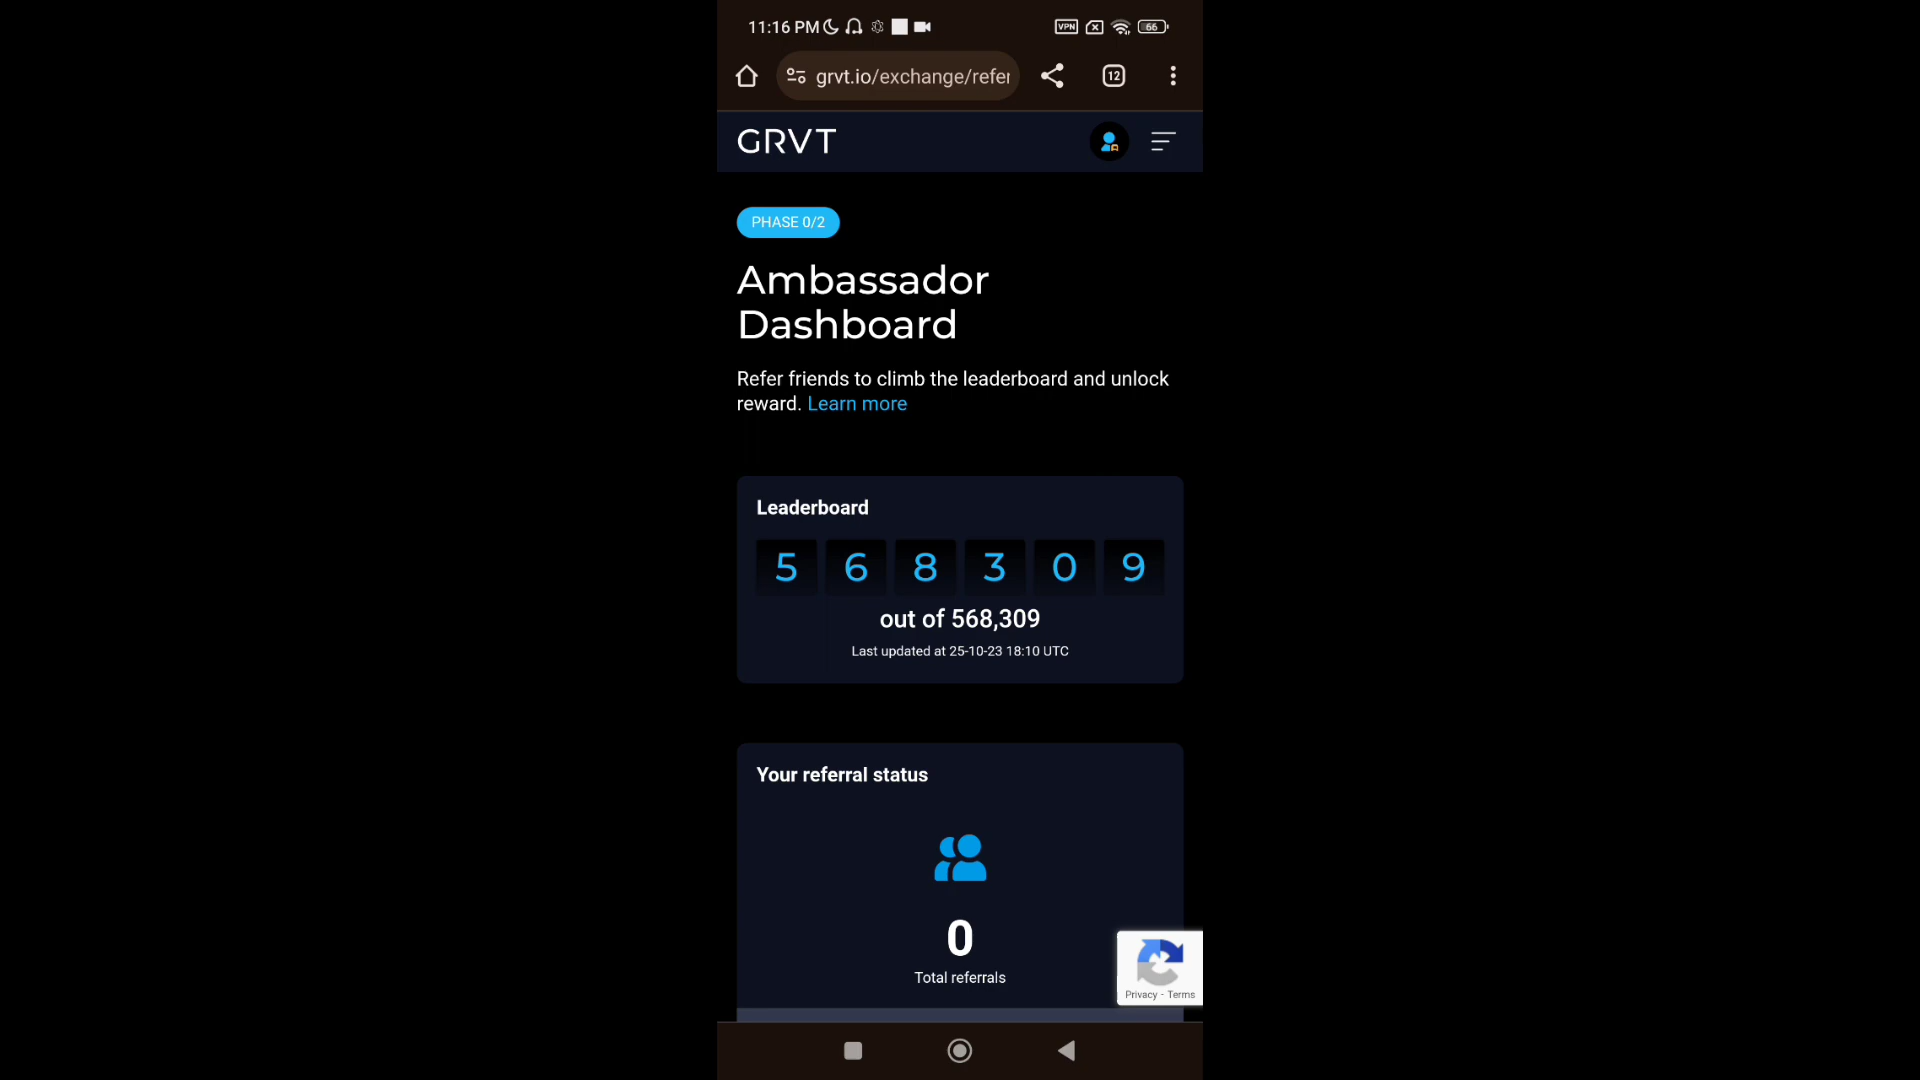 11:16 PM
VPN
66
grvt.io/exchange/refer
12
GRVT
PHASE 0/2
Ambassador
Dashboard
Refer friends to climb the leaderboard and unlock
reward. Learn more
Leaderboard
5 6 8 3 0 9
out of 568,309
Last updated at 25-10-23 18:10 UTC
Your referral status
0
Total referrals
Privacy - Terms